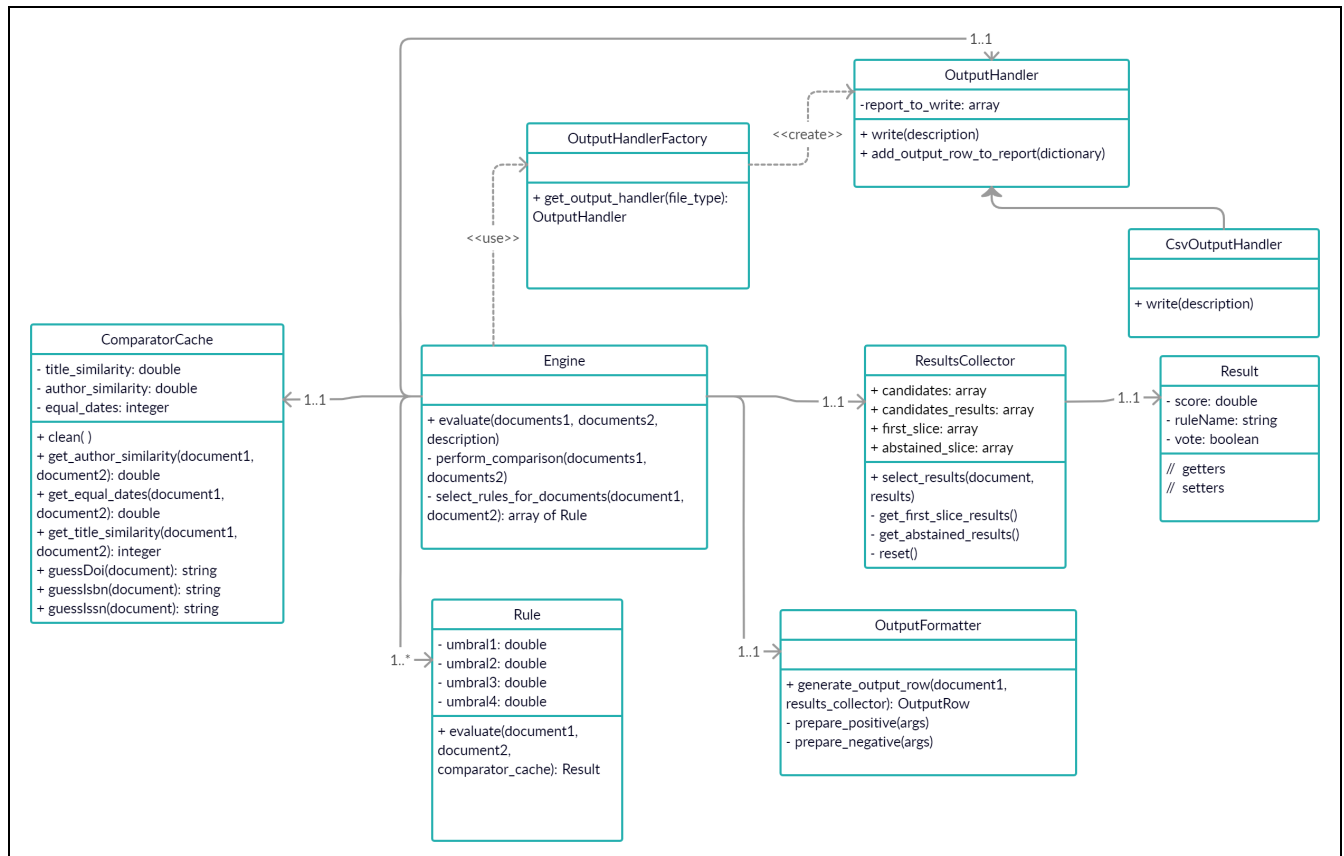 1..1
OutputHandler
-report_to_write: array
+ write(description)
+ add_output_row_to_report(dictionary)
<<create>>
OutputHandlerFactory
+ get_output_handler(file_type):
OutputHandler
<<use>>
CsvOutputHandler
+ write(description)
ComparatorCache
- title_similarity: double
- author_similarity: double
- equal_dates: integer
+ clean( )
+ get_author_similarity(document1,
document2): double
+ get_equal_dates(document1,
document2): double
+ get_title_similarity(document1,
document2): integer
+ guessDoi(document): string
+ guessIsbn(document): string
+ guessIssn(document): string
1..1
Engine
+ evaluate(documents1, documents2,
description)
- perform_comparison(documents1,
documents2)
- select_rules_for_documents(document1,
document2): array of Rule
1..1
ResultsCollector
+ candidates: array
+ candidates_results: array
+ first_slice: array
+ abstained_slice: array
+ select_results(document,
results)
- get_first_slice_results()
- get_abstained_results()
- reset()
1..1
Result
- score: double
- ruleName: string
- vote: boolean
// getters
// setters
1..*
Rule
- umbral1: double
- umbral2: double
- umbral3: double
- umbral4: double
+ evaluate(document1,
document2,
comparator_cache): Result
1..1
OutputFormatter
+ generate_output_row(document1,
results_collector): OutputRow
- prepare_positive(args)
- prepare_negative(args)